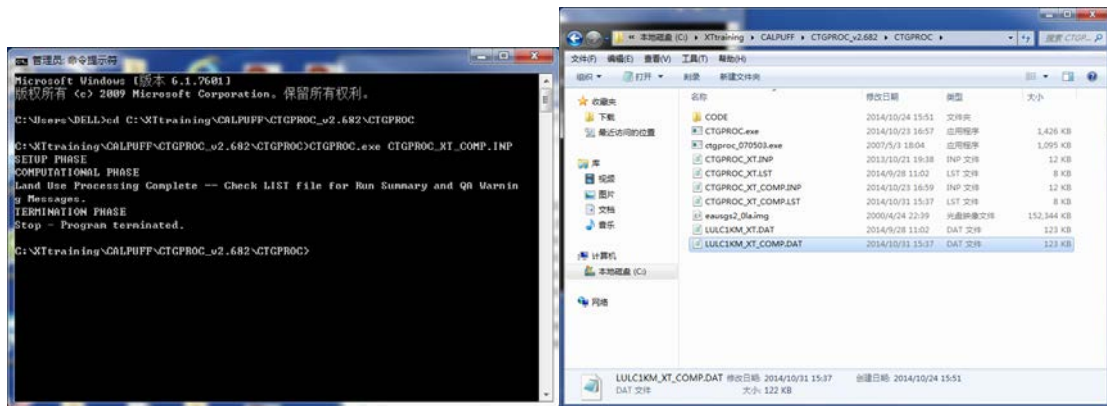 管理员: 命令提示符
Microsoft Windows [版本 6.1.7601]
版权所有 (c) 2009 Microsoft Corporation。保留所有权利。
C:\Users\DELL>cd C:\XTtraining\CALPUFF\CTGPROC_v2.682\CTGPROC
C:\XTtraining\CALPUFF\CTGPROC_v2.682\CTGPROC>CTGPROC.exe CTGPROC_XT_COMP.INP
SETUP PHASE
COMPUTATIONAL PHASE
Land Use Processing Complete -- Check LIST file for Run Summary and QA Warnin
g Messages.
TERMINATION PHASE
Stop - Program terminated.
C:\XTtraining\CALPUFF\CTGPROC_v2.682\CTGPROC>
« 本地磁盘 (C:) ▸ XTtraining ▸ CALPUFF ▸ CTGPROC_v2.682 ▸ CTGPROC ▸
搜索 CTGP...
文件(F) 编辑(E) 查看(V) 工具(T) 帮助(H)
组织 打开 刻录 新建文件夹
名称 修改日期 类型 大小
收藏夹
下载
最近访问的位置
库
视频
图片
文档
音乐
计算机
本地磁盘 (C:)
网络
CODE 2014/10/24 15:51 文件夹
CTGPROC.exe 2014/10/23 16:57 应用程序 1,426 KB
ctgproc_070503.exe 2007/5/3 18:04 应用程序 1,095 KB
CTGPROC_XT.INP 2013/10/21 19:38 INP 文件 12 KB
CTGPROC_XT.LST 2014/9/28 11:02 LST 文件 8 KB
CTGPROC_XT_COMP.INP 2014/10/23 16:59 INP 文件 12 KB
CTGPROC_XT_COMP.LST 2014/10/31 15:37 LST 文件 8 KB
eausgs2_0la.img 2000/4/24 22:39 光盘映像文件 152,344 KB
LULC1KM_XT.DAT 2014/9/28 11:02 DAT 文件 123 KB
LULC1KM_XT_COMP.DAT 2014/10/31 15:37 DAT 文件 123 KB
LULC1KM_XT_COMP.DAT 修改日期: 2014/10/31 15:37 创建日期: 2014/10/24 15:51
DAT 文件 大小: 122 KB